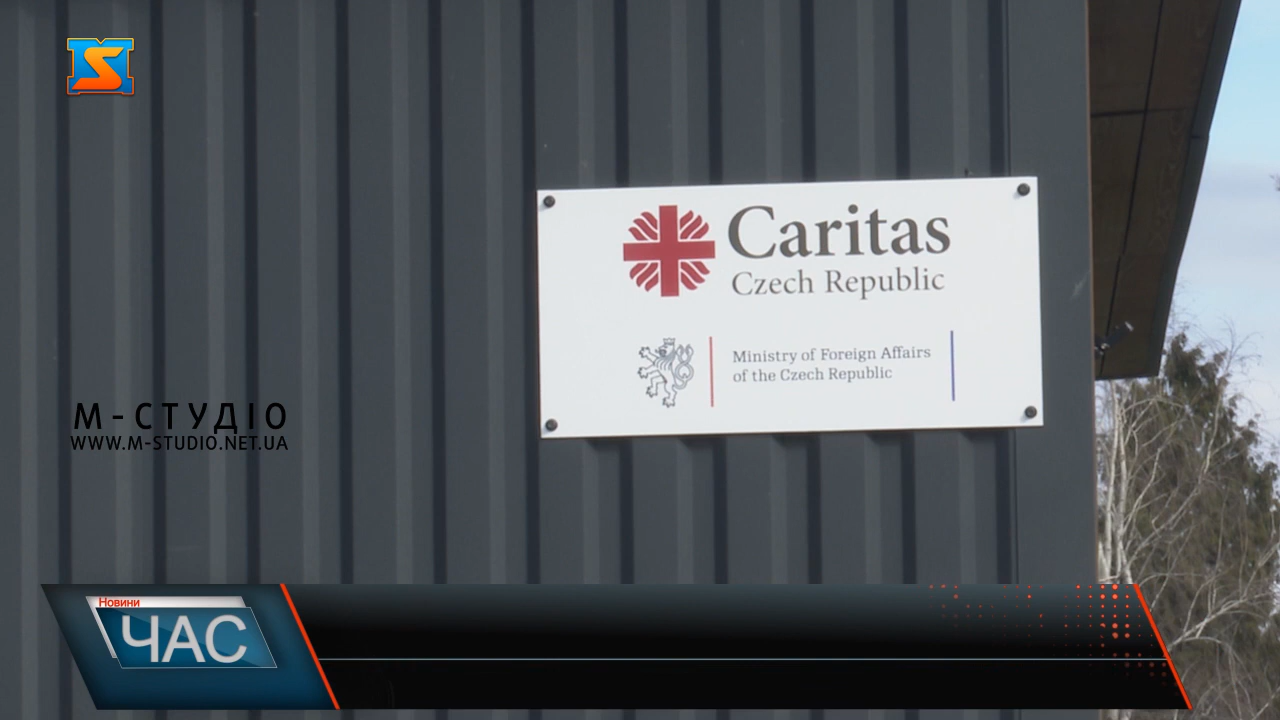 Caritas
Czech Republic
Ministry of Foreign Affairs
of the Czech Republic
М-СТУДІО
WWW.M-STUDIO.NET.UA
Новини
ЧАС